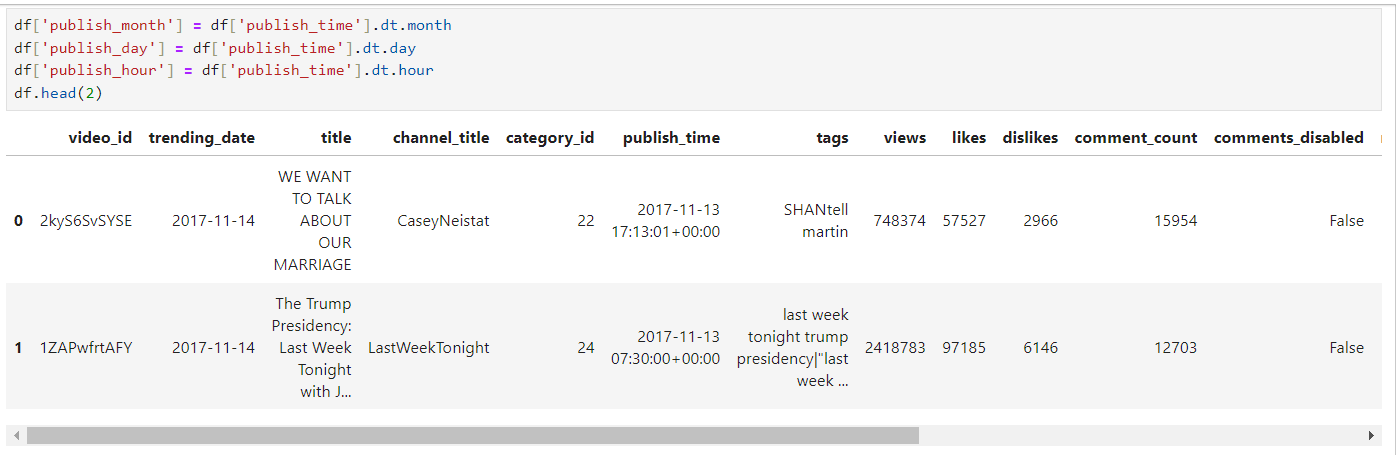 df['publish_month'] = df['publish_time'].dt.month
df['publish_day'] = df['publish_time'].dt.day
df['publish_hour'] = df['publish_time'].dt.hour
df.head(2)
video_id trending_date title channel_title category_id publish_time tags views likes dislikes comment_count comments_disabled
WE WANT
TO TALK
0 2kyS6SvSYSE 2017-11-14 ABOUT CaseyNeistat 22 2017-11-13 SHANtell 748374 57527 2966 15954 False
OUR 17:13:01+00:00 martin
MARRIAGE
The Trump
Presidency: last week
1 1ZAPwfrtAFY 2017-11-14 Last Week LastWeekTonight 24 2017-11-13 tonight trump 2418783 97185 6146 12703 False
Tonight 07:30:00+00:00 presidency|"last
with J... week ...